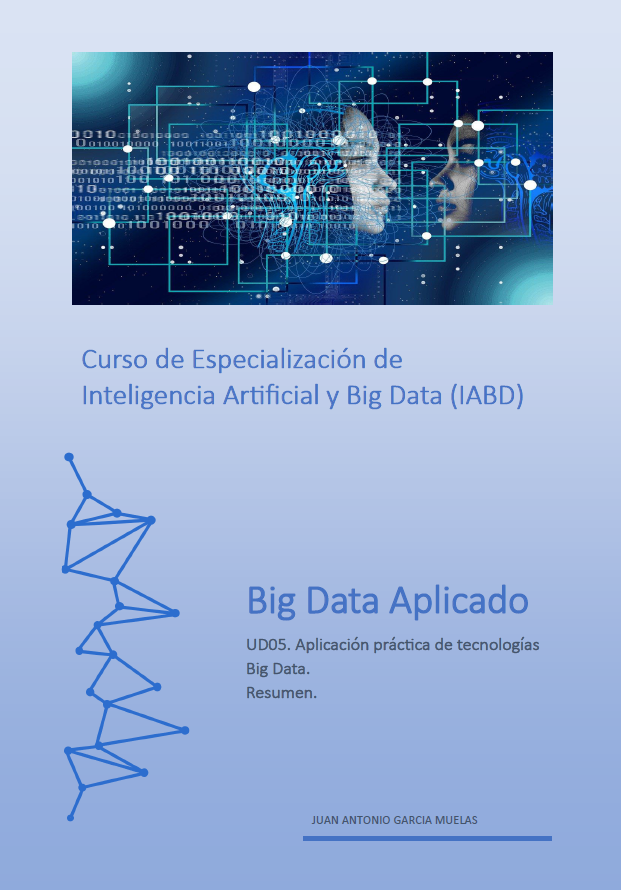 Curso de Especialización de
Inteligencia Artificial y Big Data (IABD)
Big Data Aplicado
UD05. Aplicación práctica de tecnologías
Big Data.
Resumen.
JUAN ANTONIO GARCIA MUELAS